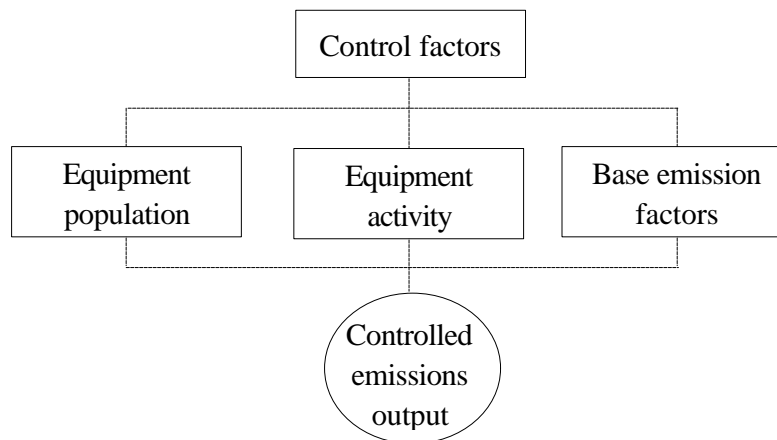 Control factors
Equipment
population
Equipment
activity
Base emission
factors
Controlled
emissions
output